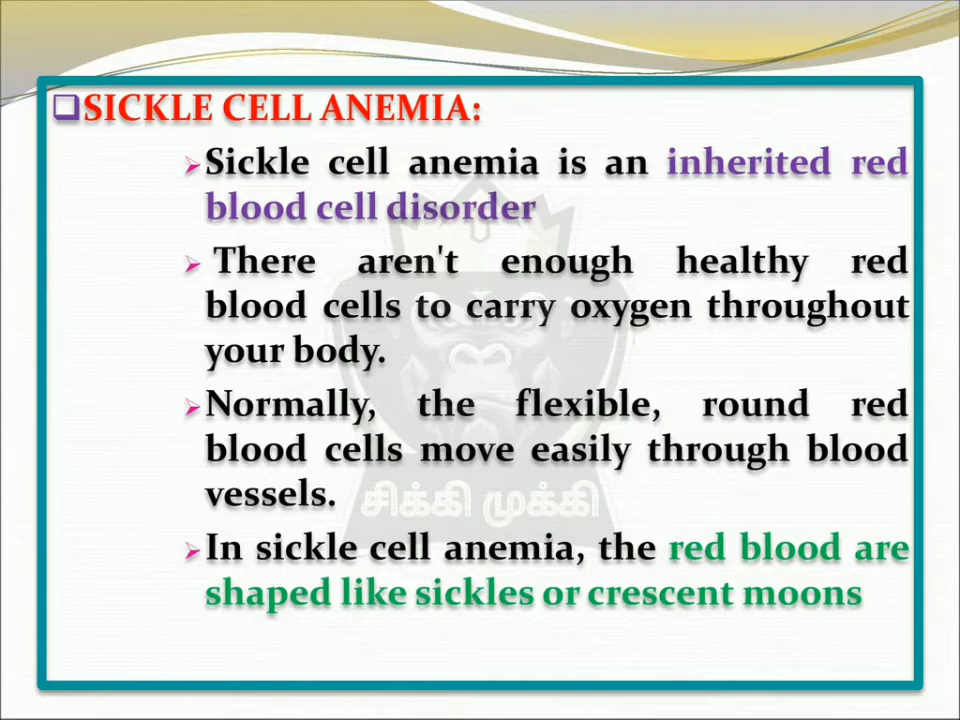 SICKLE CELL ANEMIA:
Sickle cell anemia is an inherited red
blood cell disorder
There aren't enough healthy red
blood cells to carry oxygen throughout
your body.
Normally, the flexible, round red
blood cells move easily through blood
vessels.
சிக்கி முக்கி
In sickle cell anemia, the red blood are
shaped like sickles or crescent moons